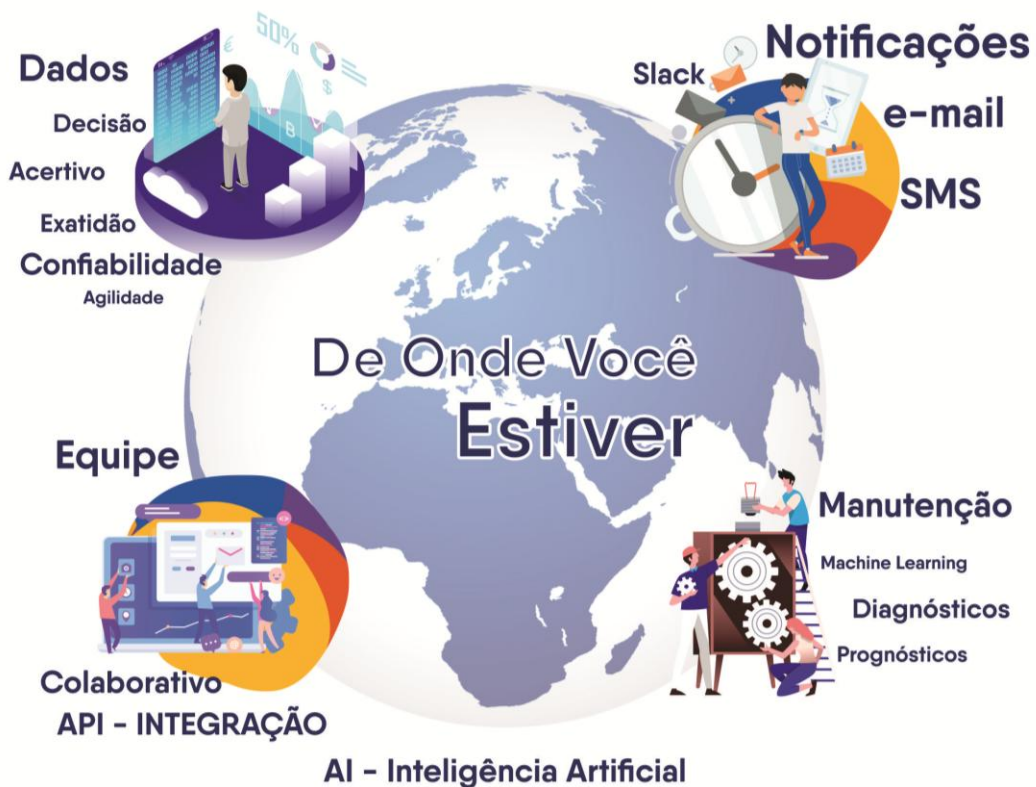 Dados
Decisão
Acertivo
Exatidão
Confiabilidade
Agilidade
50%
€
$
B
Notificações
Slack
e-mail
SMS
De Onde Você
Estiver
Equipe
Colaborativo
API - INTEGRAÇÃO
Manutenção
Machine Learning
Diagnósticos
Prognósticos
AI - Inteligência Artificial